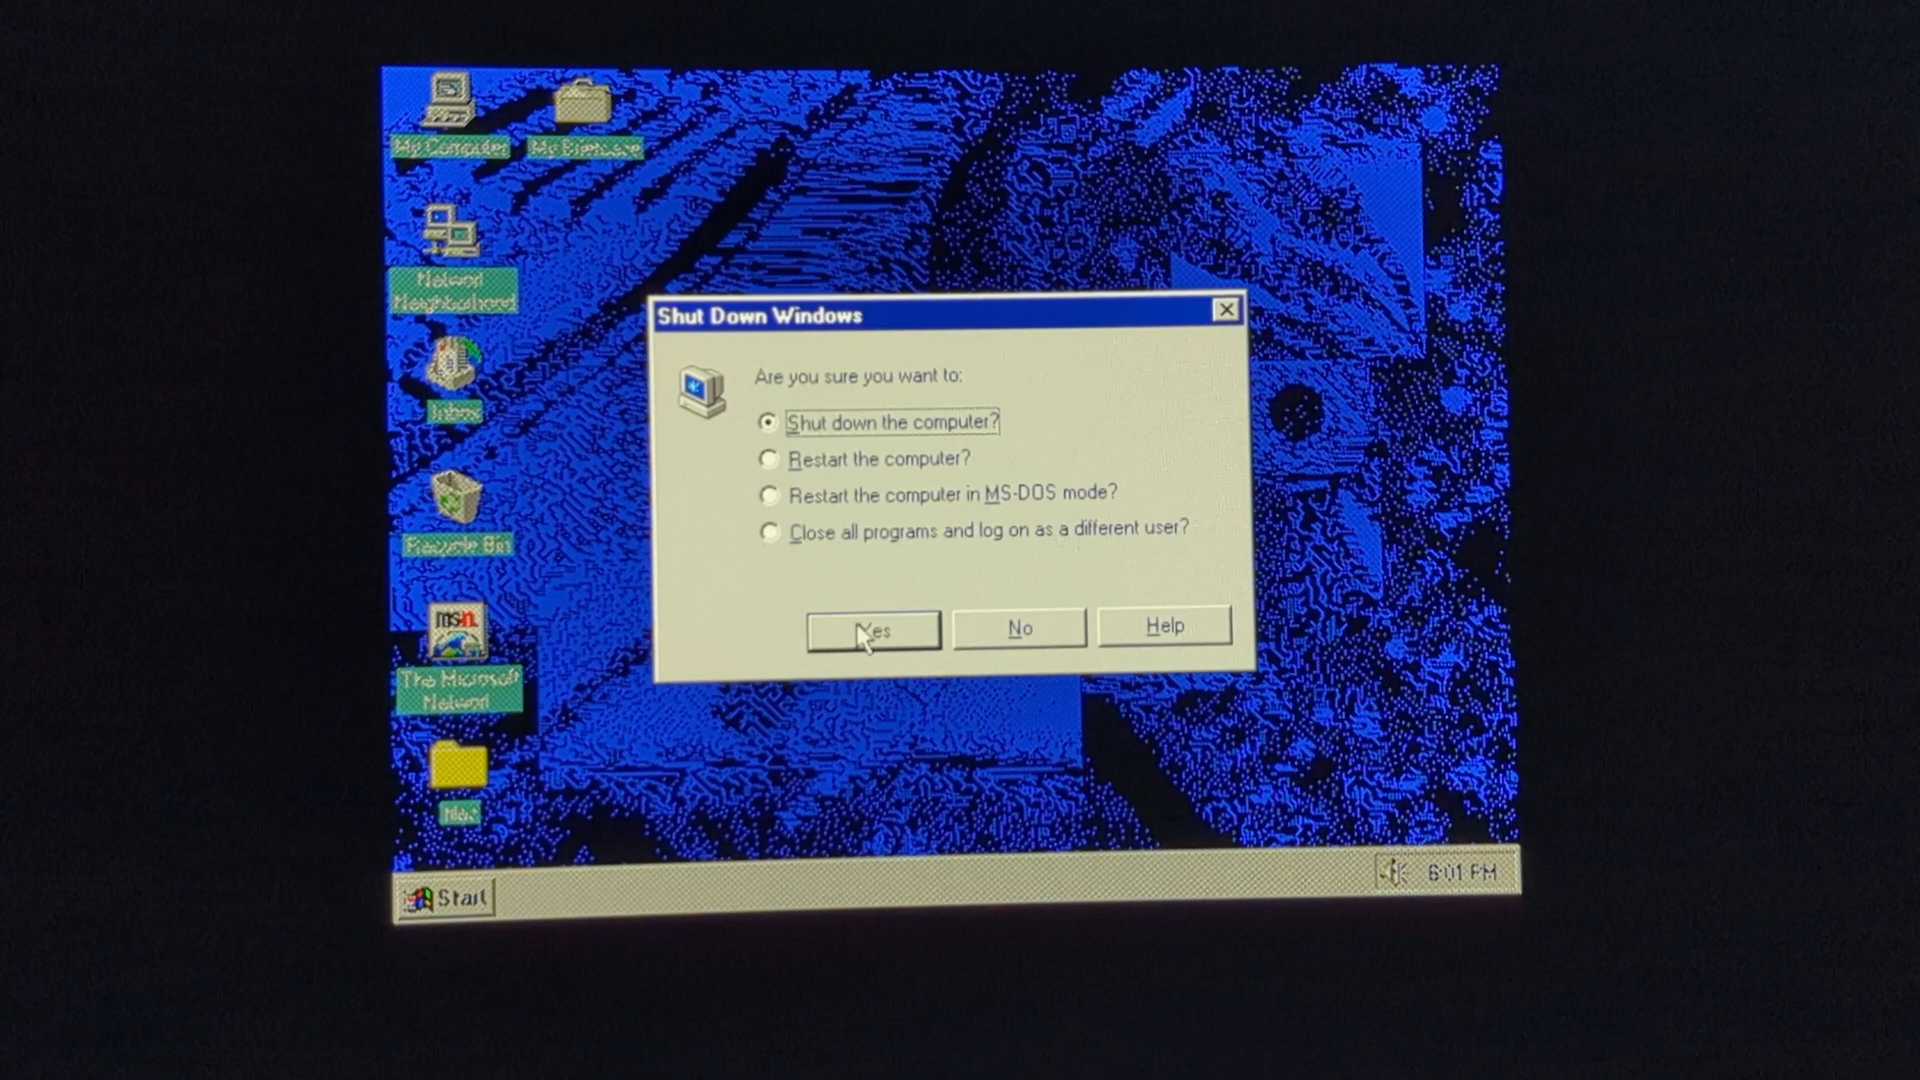 My Computer
My Briefcase
Network
Neighborhood
Inbox
Recycle Bin
msn.
The Microsoft
Network
Shut Down Windows
Are you sure you want to:
Shut down the computer?
Restart the computer?
Restart the computer in MS-DOS mode?
Close all programs and log on as a different user?
Yes
No
Help
Start
6:01 PM